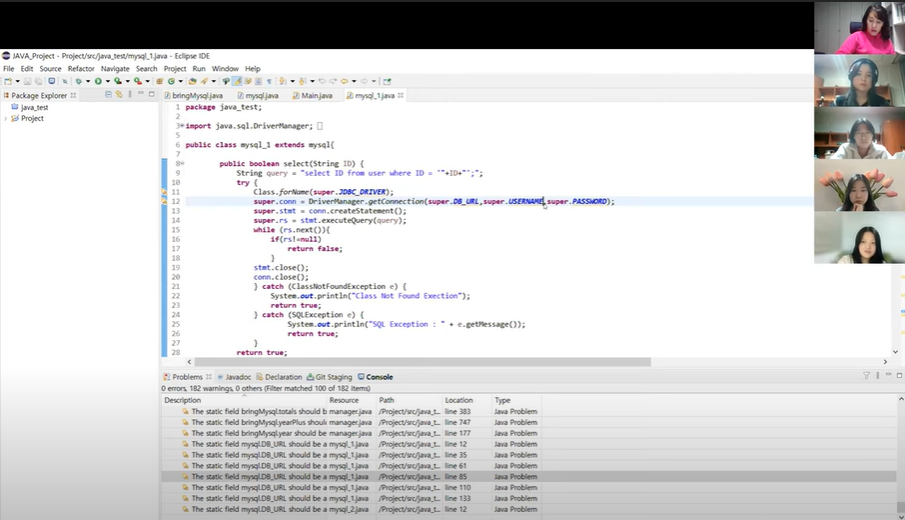 JAVA_Project - Project/src/java_test/mysql_1.java - Eclipse IDE
File Edit Source Refactor Navigate Search Project Run Window Help
Package Explorer
java_test
Project
bringMysql.java mysql.java Main.java mysql_1.java
1 package java_test;
2
3 import java.sql.DriverManager;
5
6 public class mysql_1 extends mysql{
7
8 public boolean select(String ID) {
9 String query = "select ID from user where ID = '"+ID+"';";
10 try {
11 Class.forName(super.JDBC_DRIVER);
12 super.conn = DriverManager.getConnection(super.DB_URL,super.USERNAME,super.PASSWORD);
13 super.stmt = conn.createStatement();
14 super.rs = stmt.executeQuery(query);
15 while (rs.next()){
16 if(rs!=null)
17 return false;
18 }
19 stmt.close();
20 conn.close();
21 } catch (ClassNotFoundException e) {
22 System.out.println("Class Not Found Exection");
23 return true;
24 } catch (SQLException e) {
25 System.out.println("SQL Exception : " + e.getMessage());
26 return true;
27 }
28 return true;
Problems Javadoc Declaration Git Staging Console
0 errors, 182 warnings, 0 others (Filter matched 100 of 182 items)
Description Resource Path Location Type
The static field bringMysql.totals should b manager.java /Project/src/java_t... line 383 Java Problem
The static field bringMysql.yearPlus should manager.java /Project/src/java_t... line 747 Java Problem
The static field bringMysql.year should be manager.java /Project/src/java_t... line 177 Java Problem
The static field mysql.DB_URL should be a mysql_1.java /Project/src/java_t... line 12 Java Problem
The static field mysql.DB_URL should be a mysql_1.java /Project/src/java_t... line 35 Java Problem
The static field mysql.DB_URL should be a mysql_1.java /Project/src/java_t... line 61 Java Problem
The static field mysql.DB_URL should be a mysql_1.java /Project/src/java_t... line 85 Java Problem
The static field mysql.DB_URL should be a mysql_1.java /Project/src/java_t... line 110 Java Problem
The static field mysql.DB_URL should be a mysql_1.java /Project/src/java_t... line 133 Java Problem
The static field mysql.DB_URL should be a mysql_2.java /Project/src/java_t... line 12 Java Problem